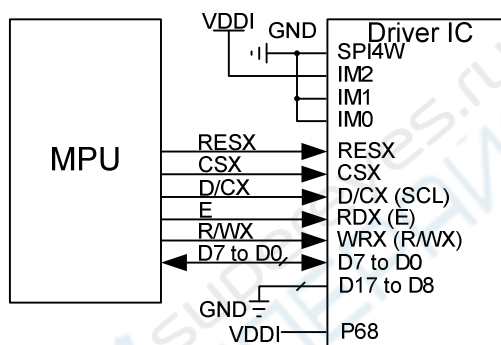 VDDI
GND
Driver IC
SPI4W
IM2
IM1
IM0
MPU
RESX
RESX
CSX
CSX
D/CX
D/CX (SCL)
E
RDX (E)
R/WX
WRX (R/WX)
D7 to D0
D7 to D0
D17 to D8
GND
VDDI
P68